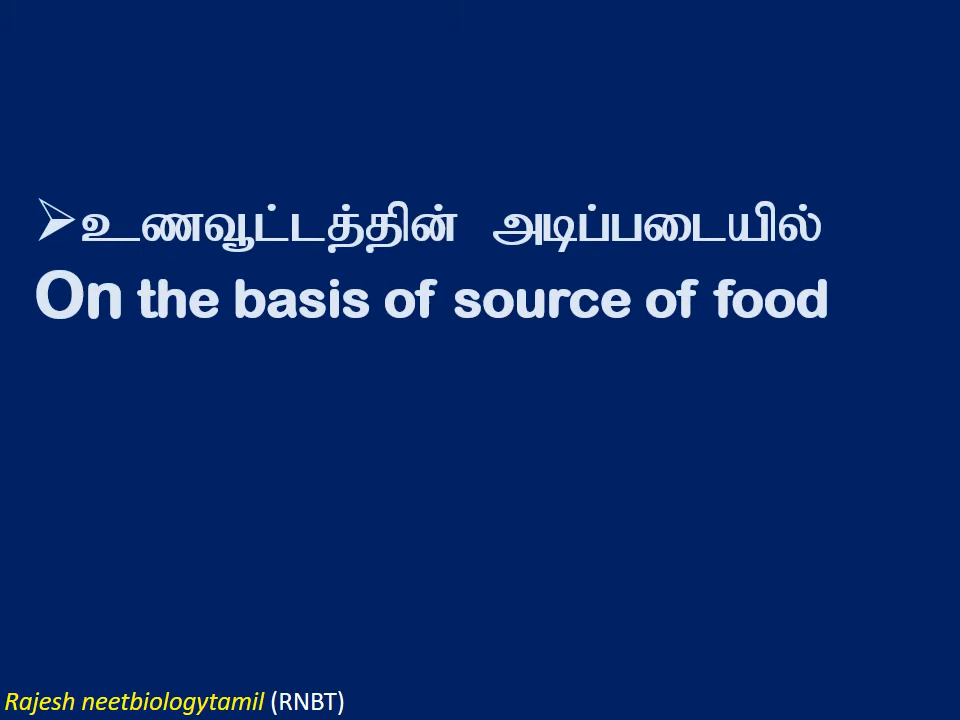 ➢உணவூட்டத்தின் அடிப்படையில்
On the basis of source of food
Rajesh neetbiologytamil (RNBT)